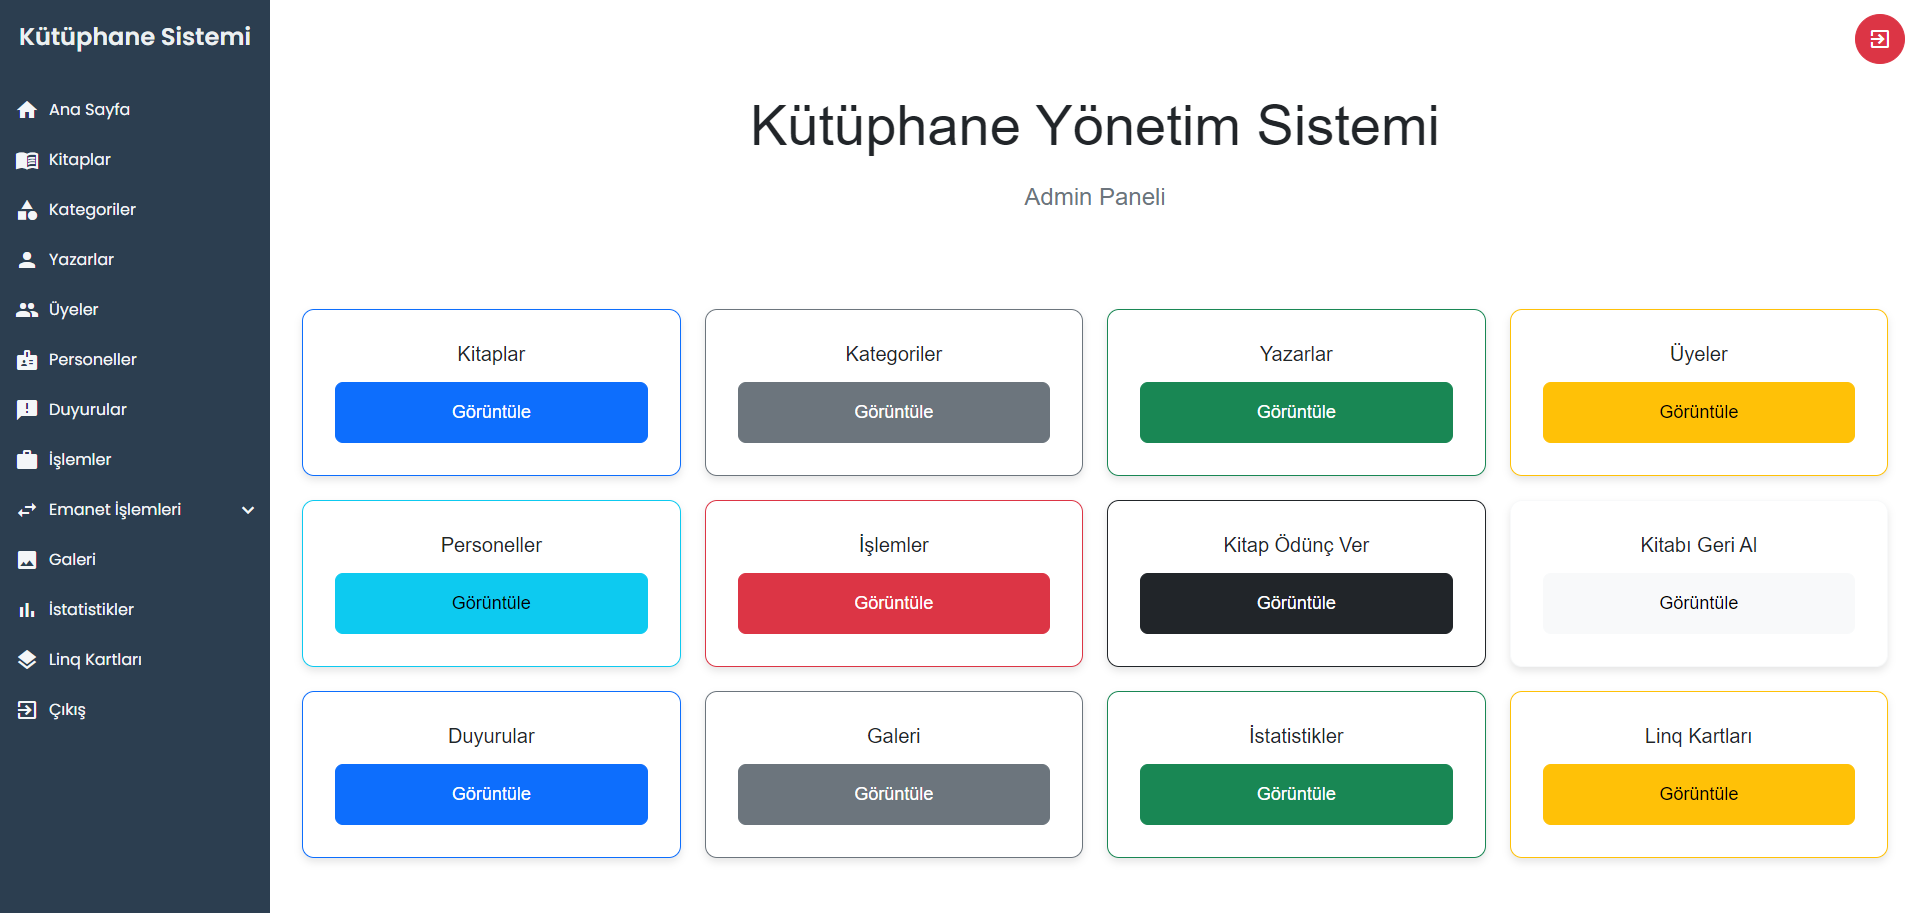 Kütüphane Sistemi
Ana Sayfa
Kitaplar
Kategoriler
Yazarlar
Üyeler
Personeller
Duyurular
İşlemler
Emanet İşlemleri
Galeri
İstatistikler
Linq Kartları
Çıkış
Kütüphane Yönetim Sistemi
Admin Paneli
Kitaplar
Görüntüle
Kategoriler
Görüntüle
Yazarlar
Görüntüle
Üyeler
Görüntüle
Personeller
Görüntüle
İşlemler
Görüntüle
Kitap Ödünç Ver
Görüntüle
Kitabı Geri Al
Görüntüle
Duyurular
Görüntüle
Galeri
Görüntüle
İstatistikler
Görüntüle
Linq Kartları
Görüntüle